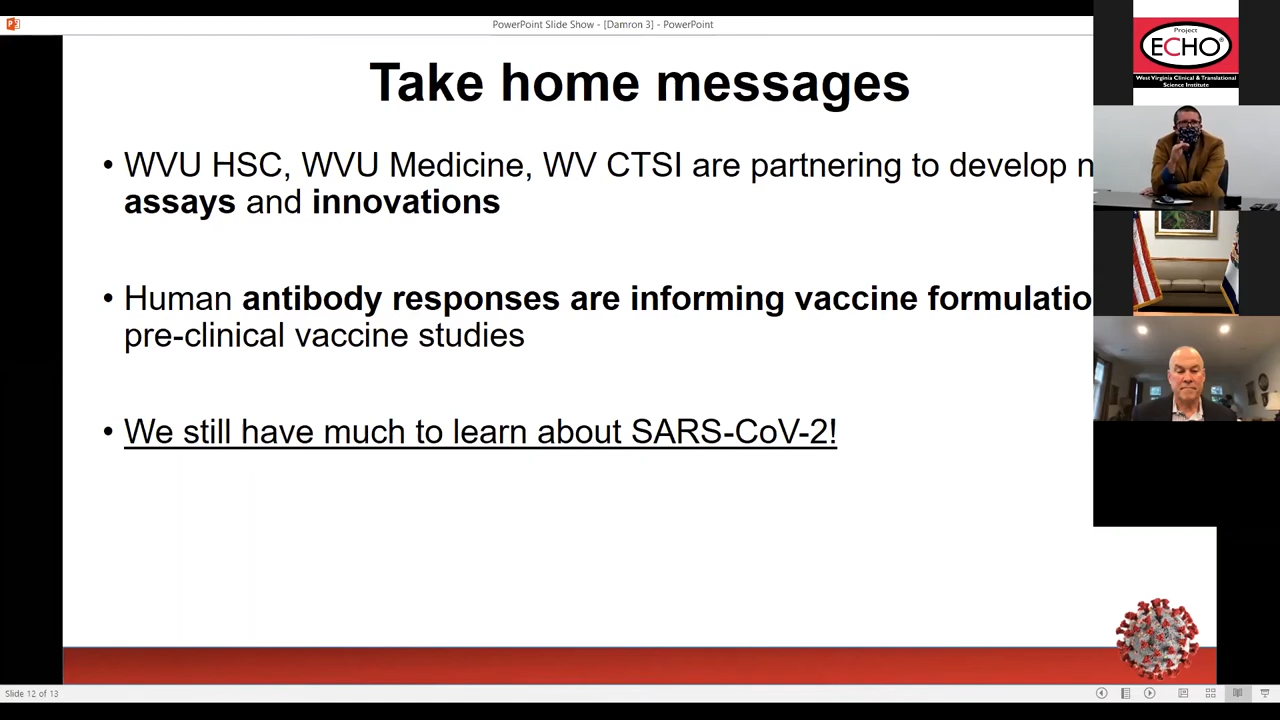 PowerPoint Slide Show - [Damron 3] - PowerPoint
Take home messages
• WVU HSC, WVU Medicine, WV CTSI are partnering to develop
assays and innovations
• Human antibody responses are informing vaccine
pre-clinical vaccine studies
• We still have much to learn about SARS-CoV-2!
Slide 12 of 13
Project
ECHO®
West Virginia Clinical & Translational
Science Institute